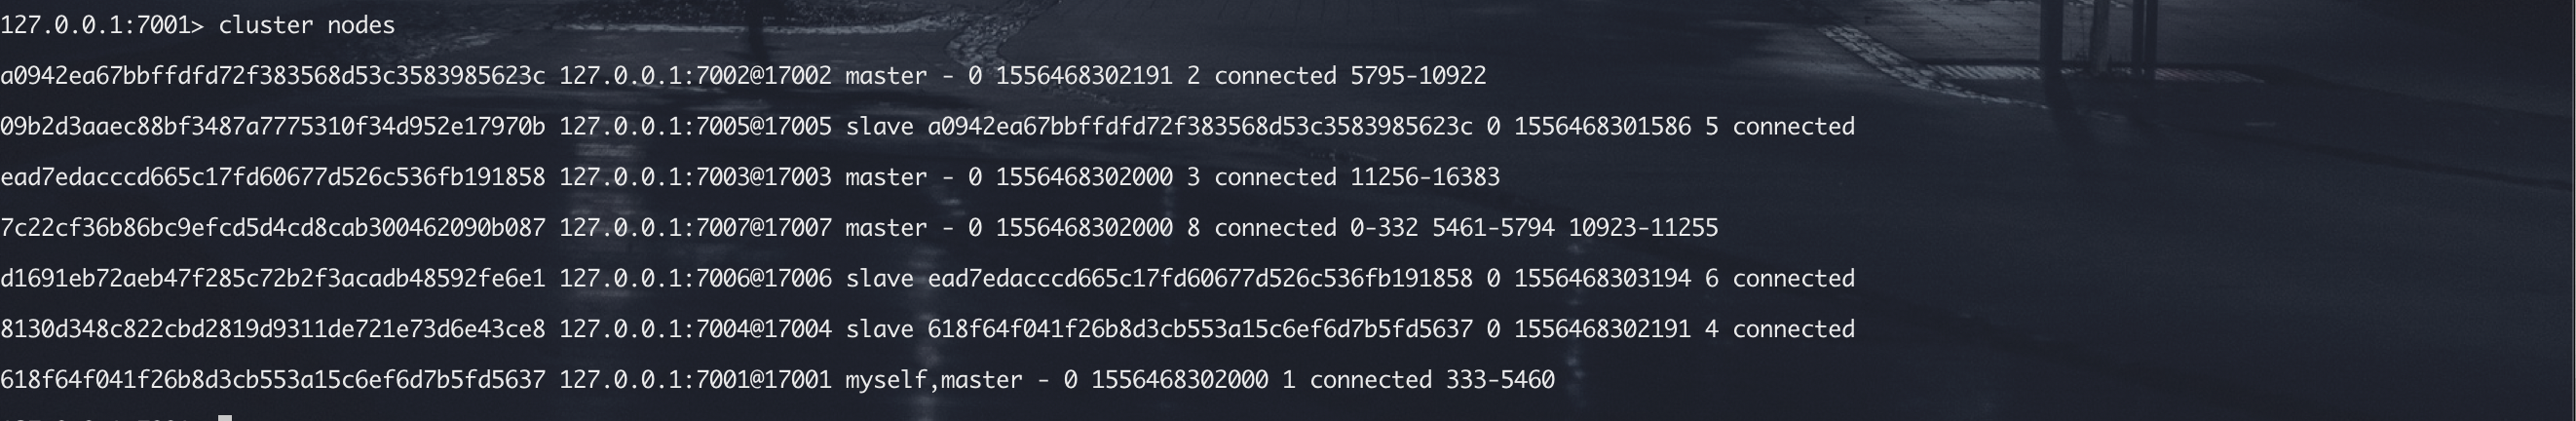 127.0.0.1:7001> cluster nodes
a0942ea67bbffdfd72f383568d53c3583985623c 127.0.0.1:7002@17002 master - 0 1556468302191 2 connected 5795-10922
09b2d3aaec88bf3487a7775310f34d952e17970b 127.0.0.1:7005@17005 slave a0942ea67bbffdfd72f383568d53c3583985623c 0 1556468301586 5 connected
ead7edacccd665c17fd60677d526c536fb191858 127.0.0.1:7003@17003 master - 0 1556468302000 3 connected 11256-16383
7c22cf36b86bc9efcd5d4cd8cab300462090b087 127.0.0.1:7007@17007 master - 0 1556468302000 8 connected 0-332 5461-5794 10923-11255
d1691eb72aeb47f285c72b2f3acadb48592fe6e1 127.0.0.1:7006@17006 slave ead7edacccd665c17fd60677d526c536fb191858 0 1556468303194 6 connected
8130d348c822cbd2819d9311de721e73d6e43ce8 127.0.0.1:7004@17004 slave 618f64f041f26b8d3cb553a15c6ef6d7b5fd5637 0 1556468302191 4 connected
618f64f041f26b8d3cb553a15c6ef6d7b5fd5637 127.0.0.1:7001@17001 myself,master - 0 1556468302000 1 connected 333-5460